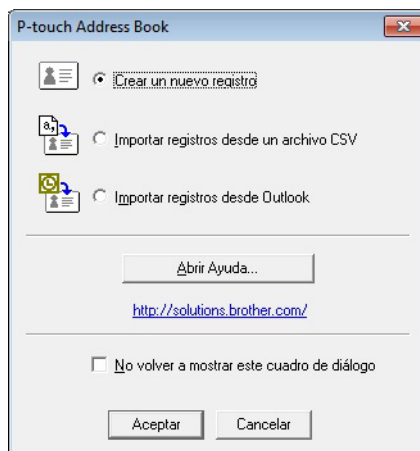 P-touch Address Book
Crear un nuevo registro
a,
Importar registros desde un archivo CSV
Importar registros desde Outlook
Abrir Ayuda...
http://solutions.brother.com/
No volver a mostrar este cuadro de diálogo
Aceptar Cancelar